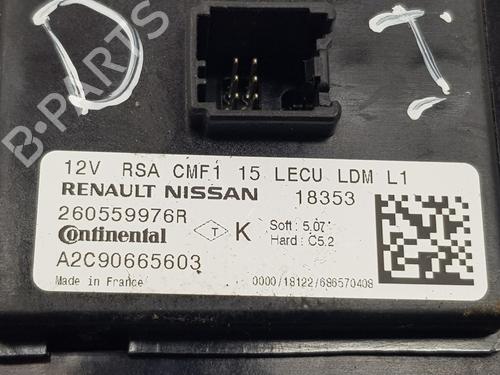 B-PARTS
D T.
12V RSA CMF1 15 LECU LDM L1
RENAULT NISSAN 18353
260559976R
Continental T K Soft : 5.07 Hard : C5.2
A2C90665603
Made in France 0000/18122/686570408